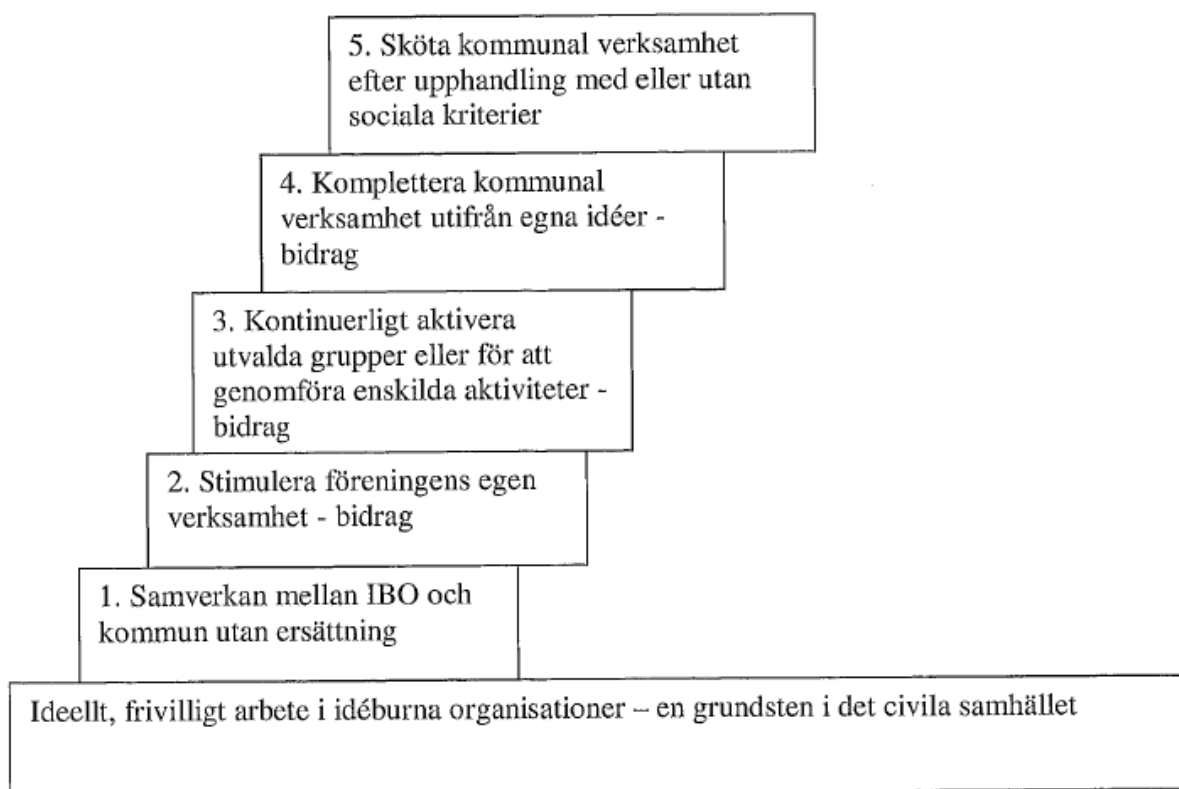 5. Sköta kommunal verksamhet
efter upphandling med eller utan
sociala kriterier
4. Komplettera kommunal
verksamhet utifrån egna idéer -
bidrag
3. Kontinuerligt aktivera
utvalda grupper eller för att
genomföra enskilda aktiviteter -
bidrag
2. Stimulera föreningens egen
verksamhet - bidrag
1. Samverkan mellan IBO och
kommun utan ersättning
Ideellt, frivilligt arbete i idéburna organisationer – en grundsten i det civila samhället